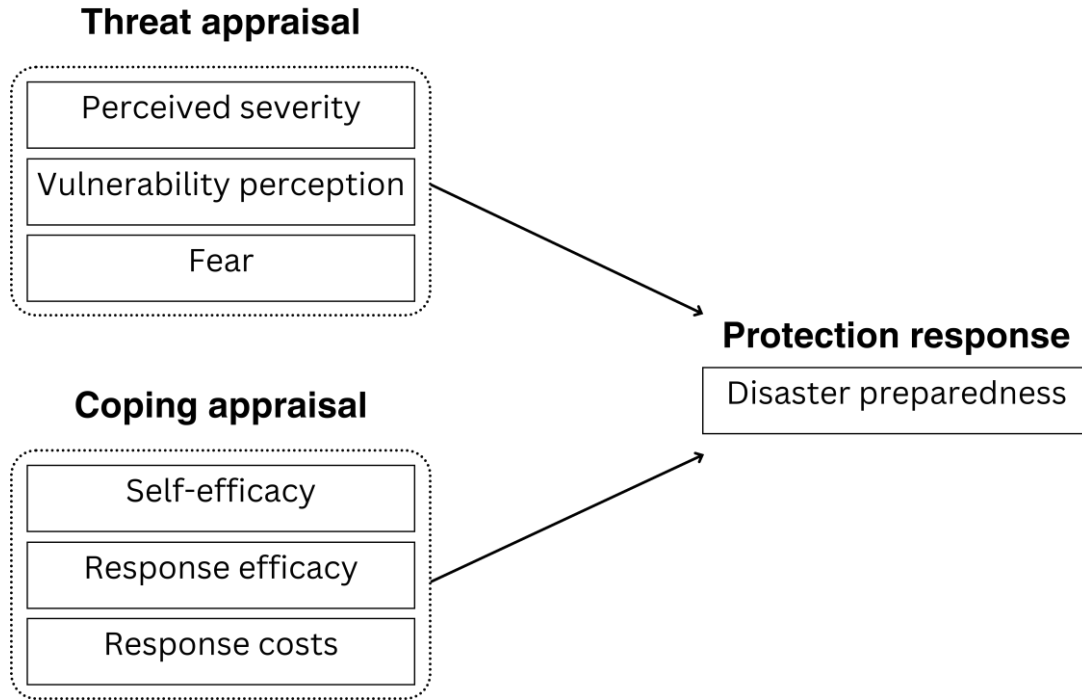 Threat appraisal
Perceived severity
Vulnerability perception
Fear
Coping appraisal
Self-efficacy
Response efficacy
Response costs
Protection response
Disaster preparedness